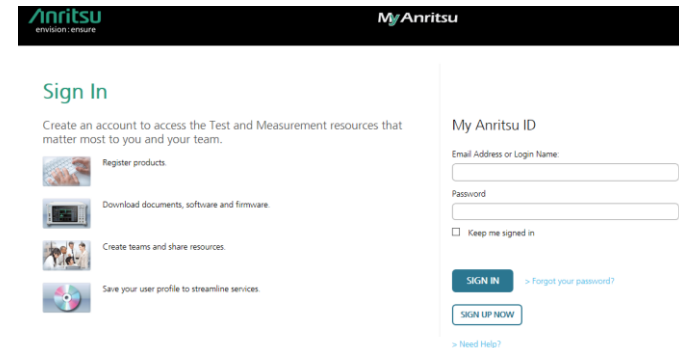 Anritsu
envision : ensure
My Anritsu
Sign In
Create an account to access the Test and Measurement resources that
matter most to you and your team.
Register products.
Download documents, software and firmware.
Create teams and share resources.
Save your user profile to streamline services.
My Anritsu ID
Email Address or Login Name:
Password
Keep me signed in
SIGN IN
> Forgot your password?
SIGN UP NOW
> Need Help?